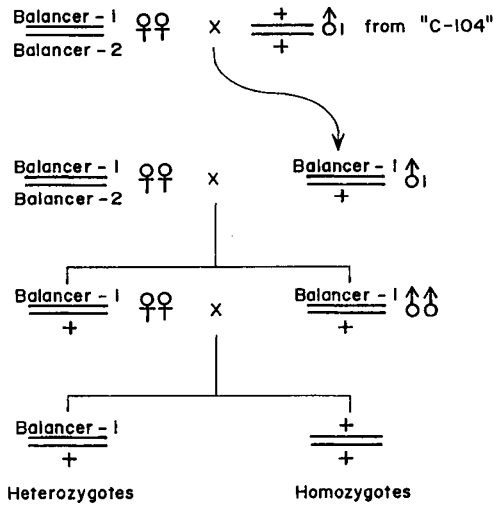 Balancer - 1 ♀♀ x + ♂1 from "C-104"
Balancer - 2 +
Balancer - 1 ♀♀ x Balancer - 1 ♂1
Balancer - 2 +
Balancer - 1 ♀♀ x Balancer - 1 ♂♂
+ +
Balancer - 1 +
+ +
Heterozygotes Homozygotes